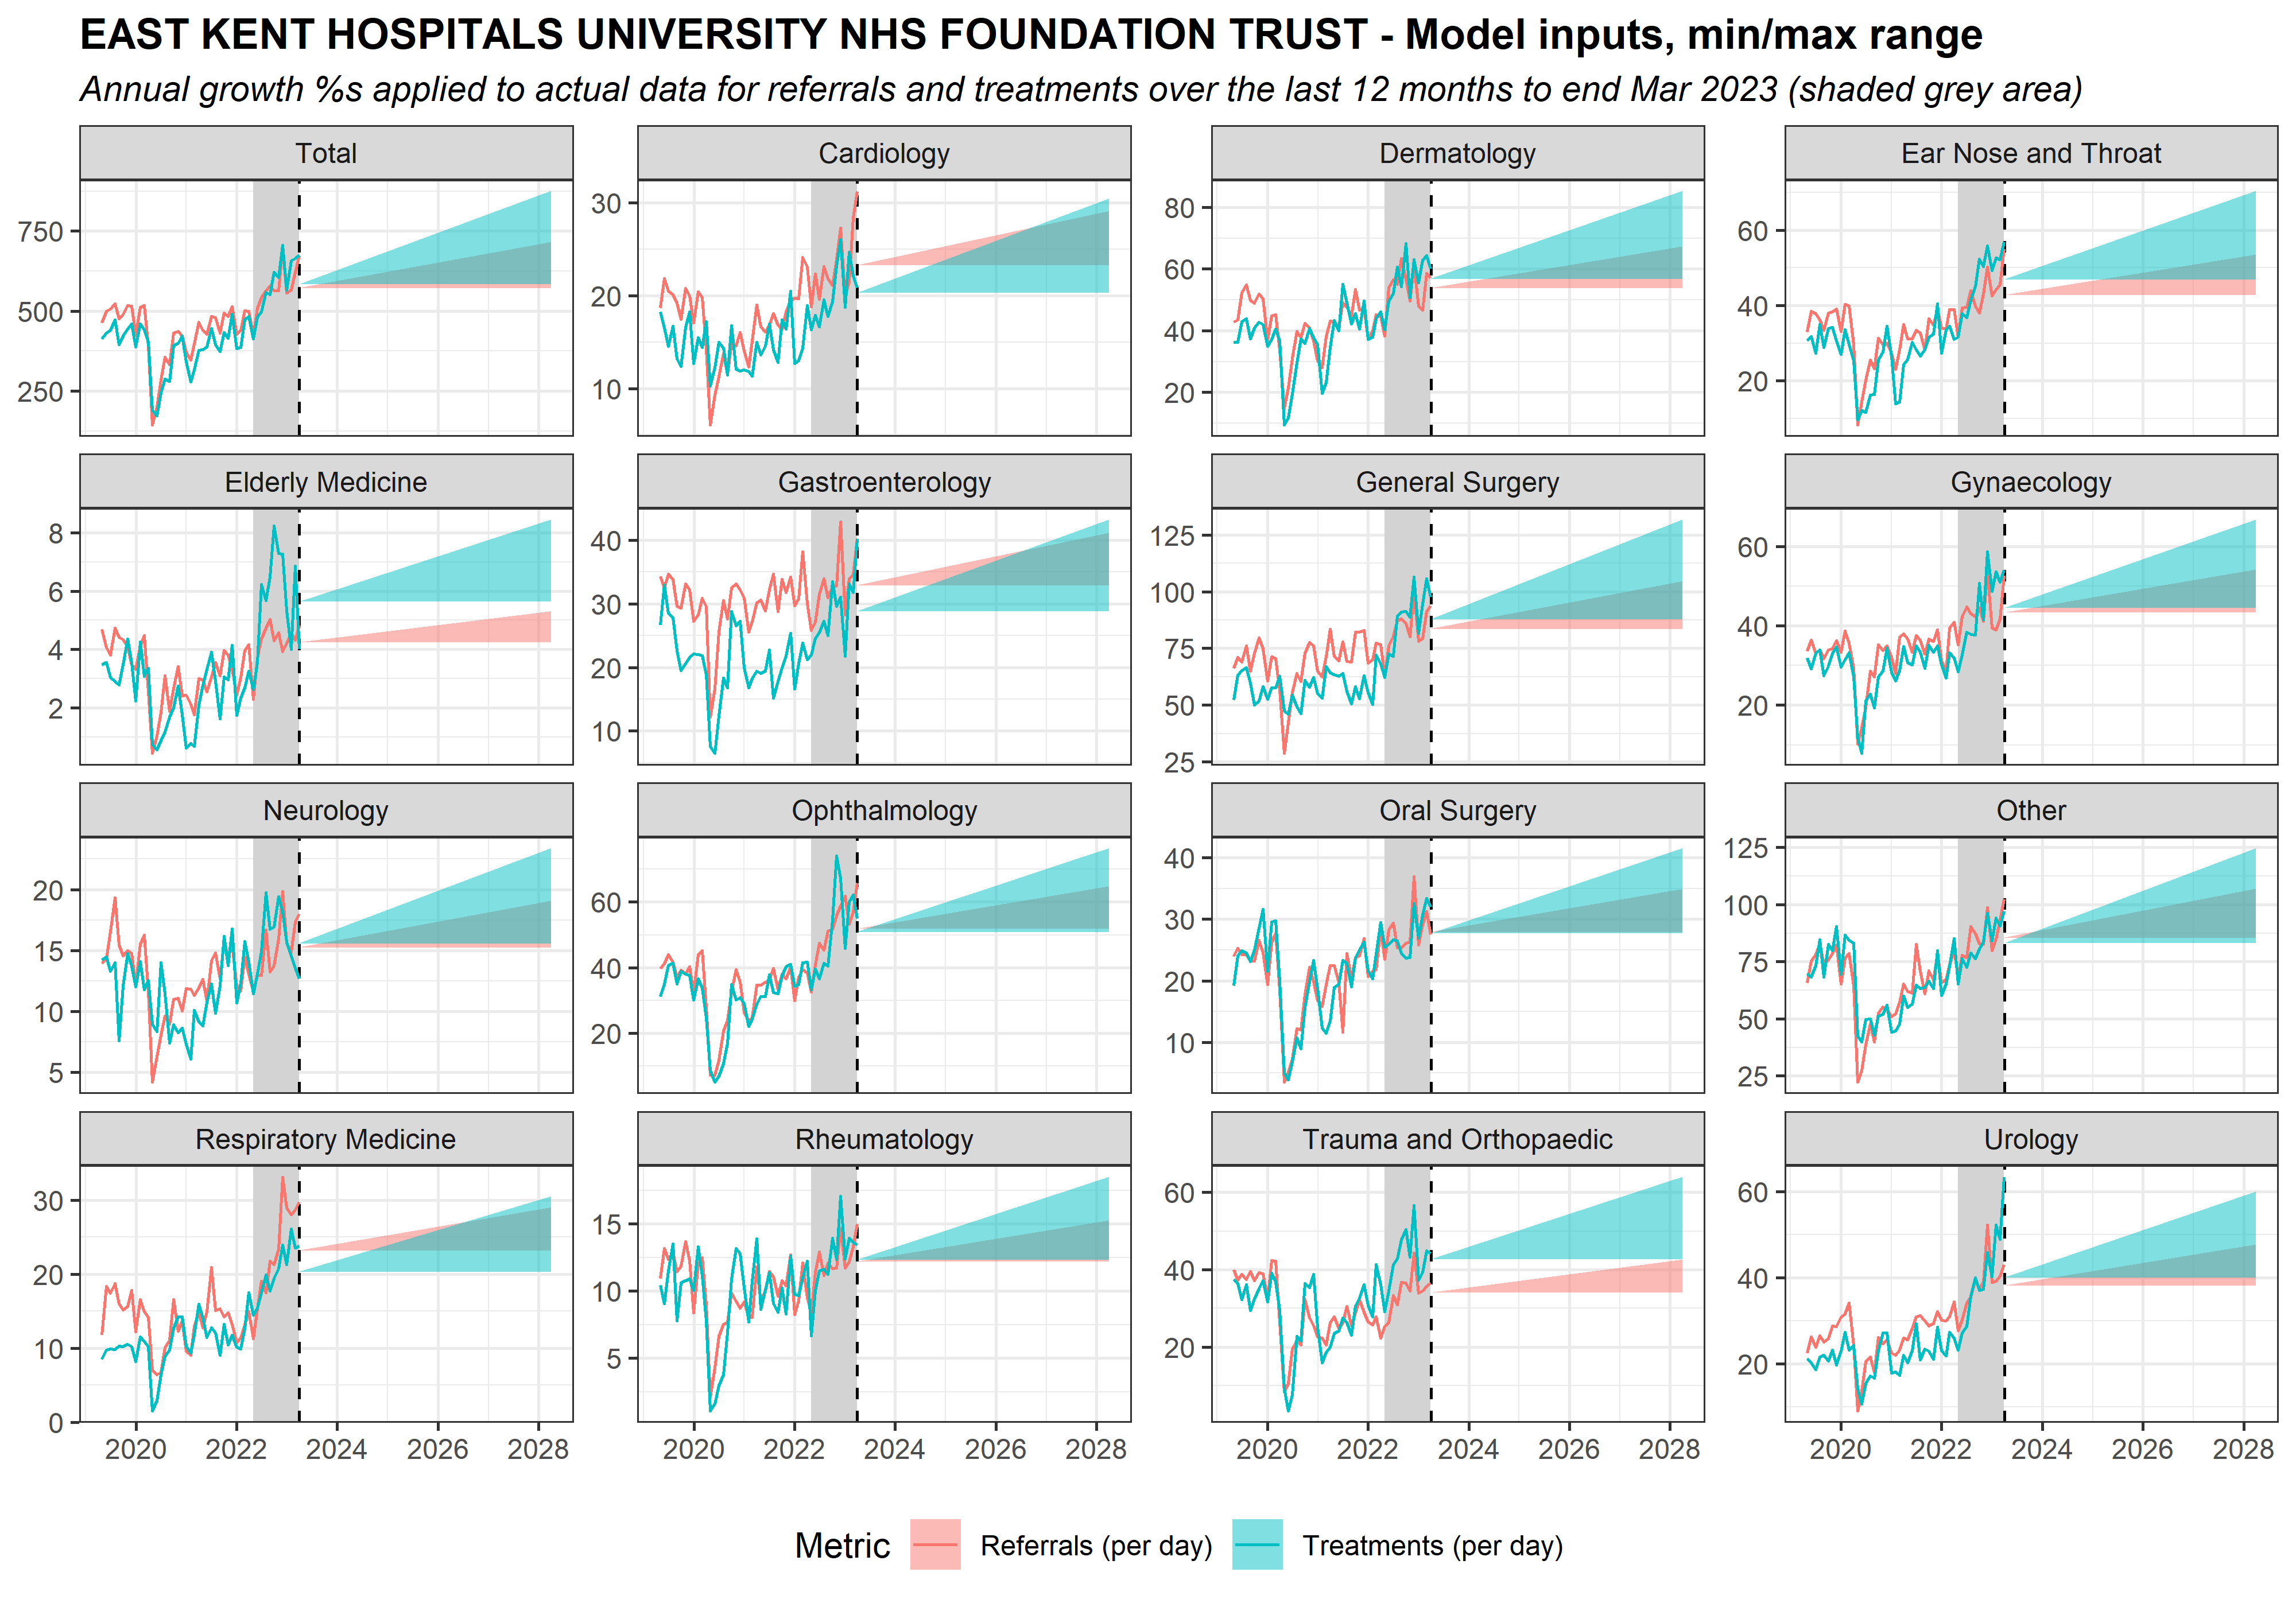 EAST KENT HOSPITALS UNIVERSITY NHS FOUNDATION TRUST - Model inputs, min/max range
Annual growth %s applied to actual data for referrals and treatments over the last 12 months to end Mar 2023 (shaded grey area)
Total
Cardiology
Dermatology
Ear Nose and Throat
750
500
250
30
20
10
80
60
40
20
60
40
20
Elderly Medicine
Gastroenterology
General Surgery
Gynaecology
8
6
4
2
40
30
20
10
125
100
75
50
25
60
40
20
Neurology
Ophthalmology
Oral Surgery
Other
20
15
10
5
60
40
20
40
30
20
10
125
100
75
50
25
Respiratory Medicine
Rheumatology
Trauma and Orthopaedic
Urology
30
20
10
0
15
10
5
60
40
20
60
40
20
2020 2022 2024 2026 2028
2020 2022 2024 2026 2028
2020 2022 2024 2026 2028
2020 2022 2024 2026 2028
Metric Referrals (per day) Treatments (per day)